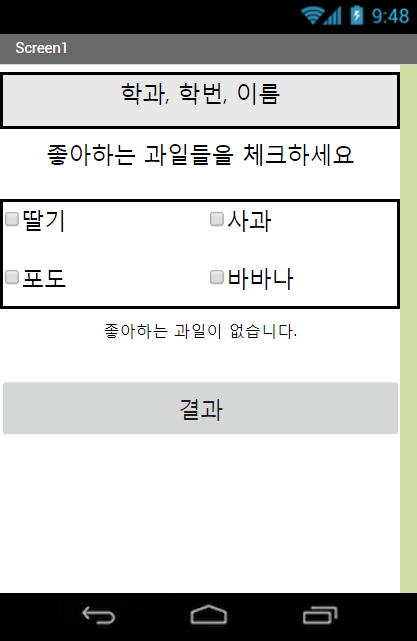 9:48
Screen1
학과, 학번, 이름
좋아하는 과일들을 체크하세요
딸기 사과
포도 바바나
좋아하는 과일이 없습니다.
결과